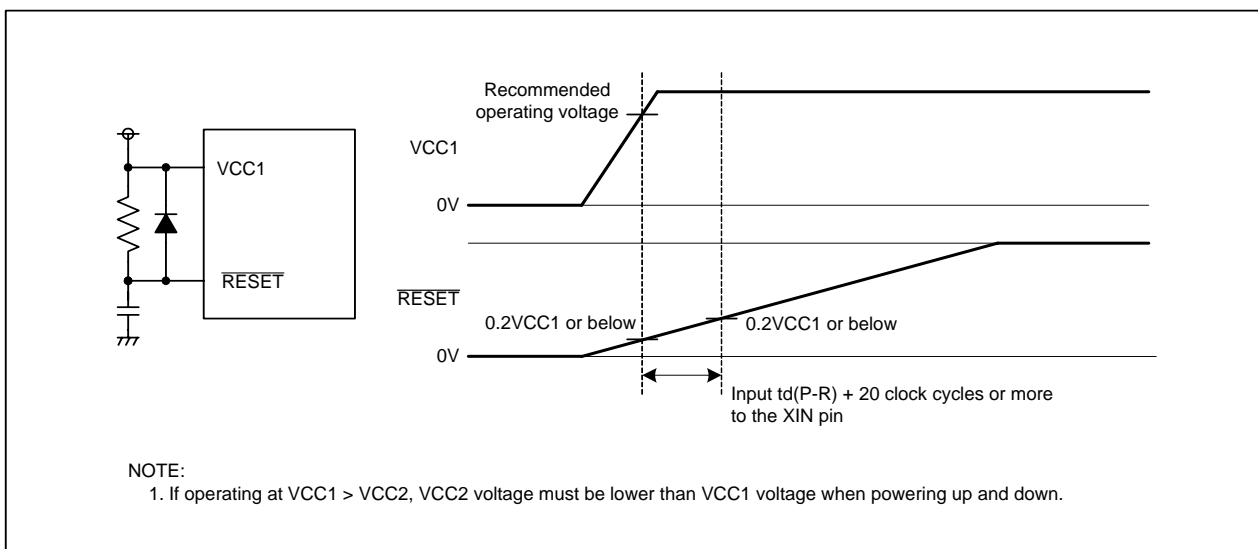 VCC1
RESET
Recommended
operating voltage
VCC1
0V
RESET
0.2VCC1 or below
0.2VCC1 or below
0V
Input td(P-R) + 20 clock cycles or more
to the XIN pin
NOTE:
1. If operating at VCC1 > VCC2, VCC2 voltage must be lower than VCC1 voltage when powering up and down.